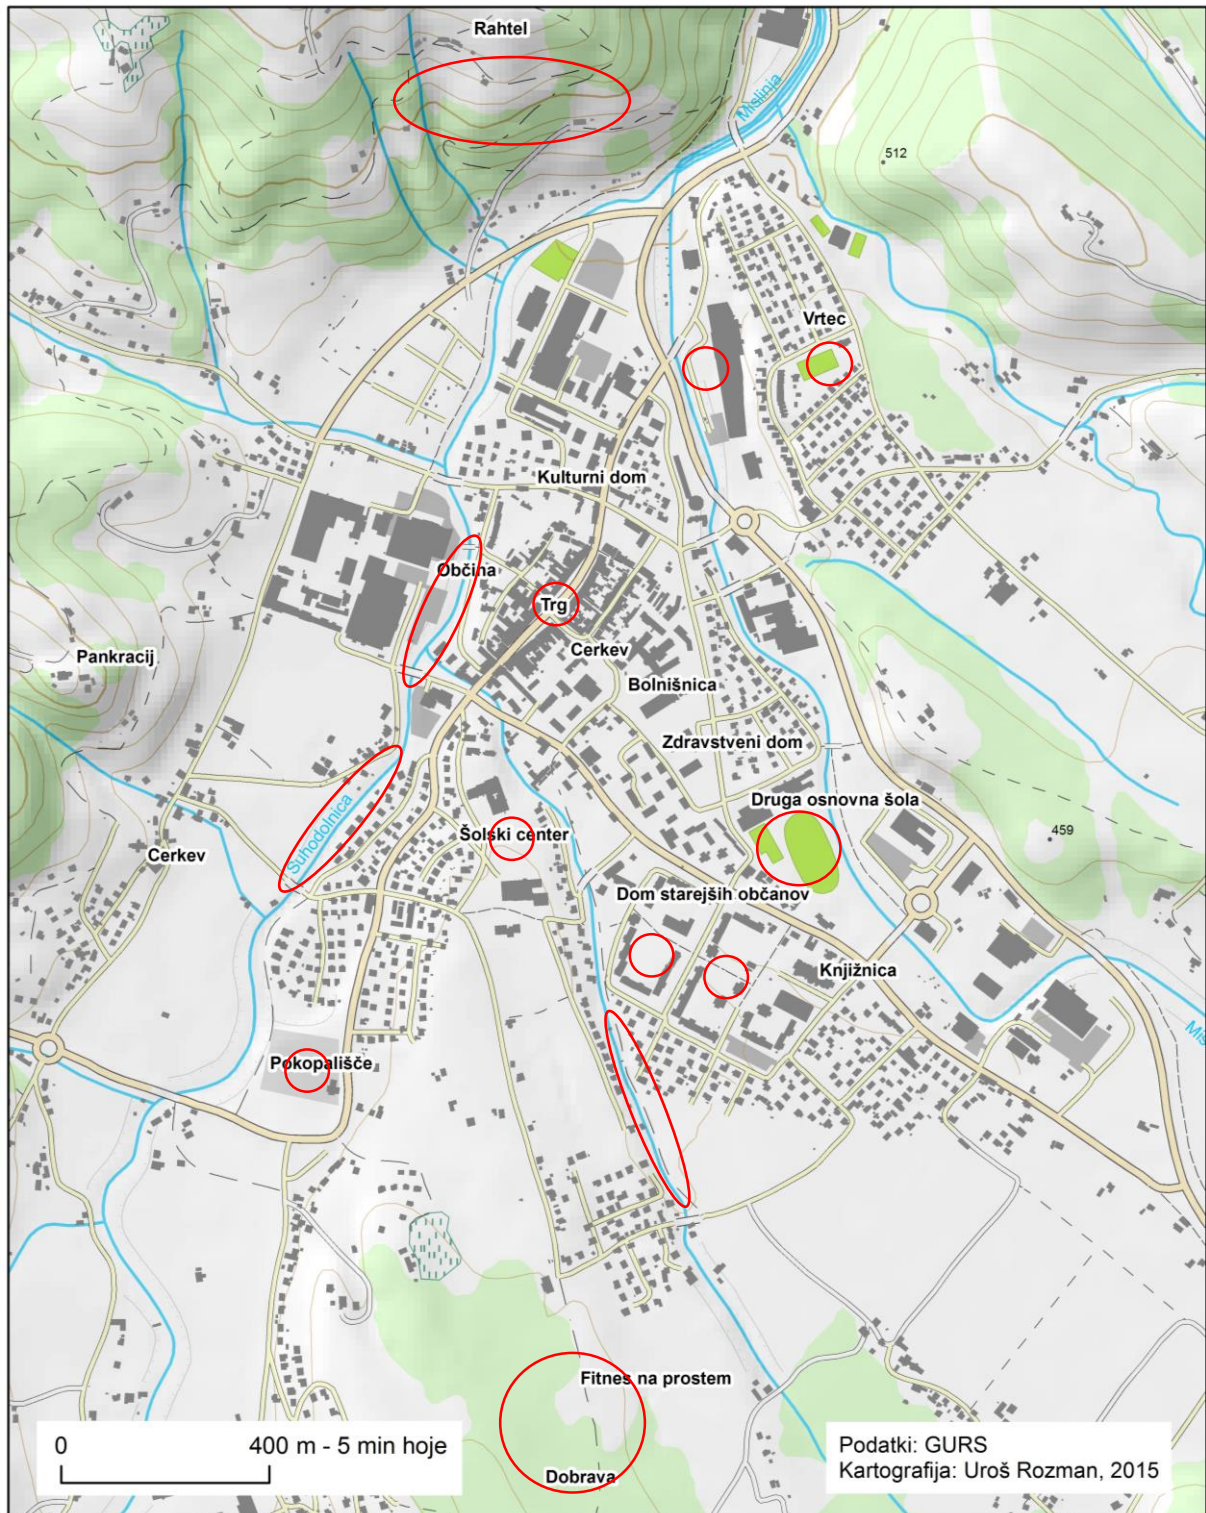 Rahtel
Mislinja
512
Vrtec
Kulturni dom
Občina
Trg
Cerkev
Pankracij
Bolnišnica
Zdravstveni dom
Druga osnovna šola
Suhodolnica
Šolski center
459
Cerkev
Dom starejših občanov
Knjižnica
Mis
Pokopališče
Fitnes na prostem
Dobrava
0 400 m - 5 min hoje
Podatki: GURS
Kartografija: Uroš Rozman, 2015